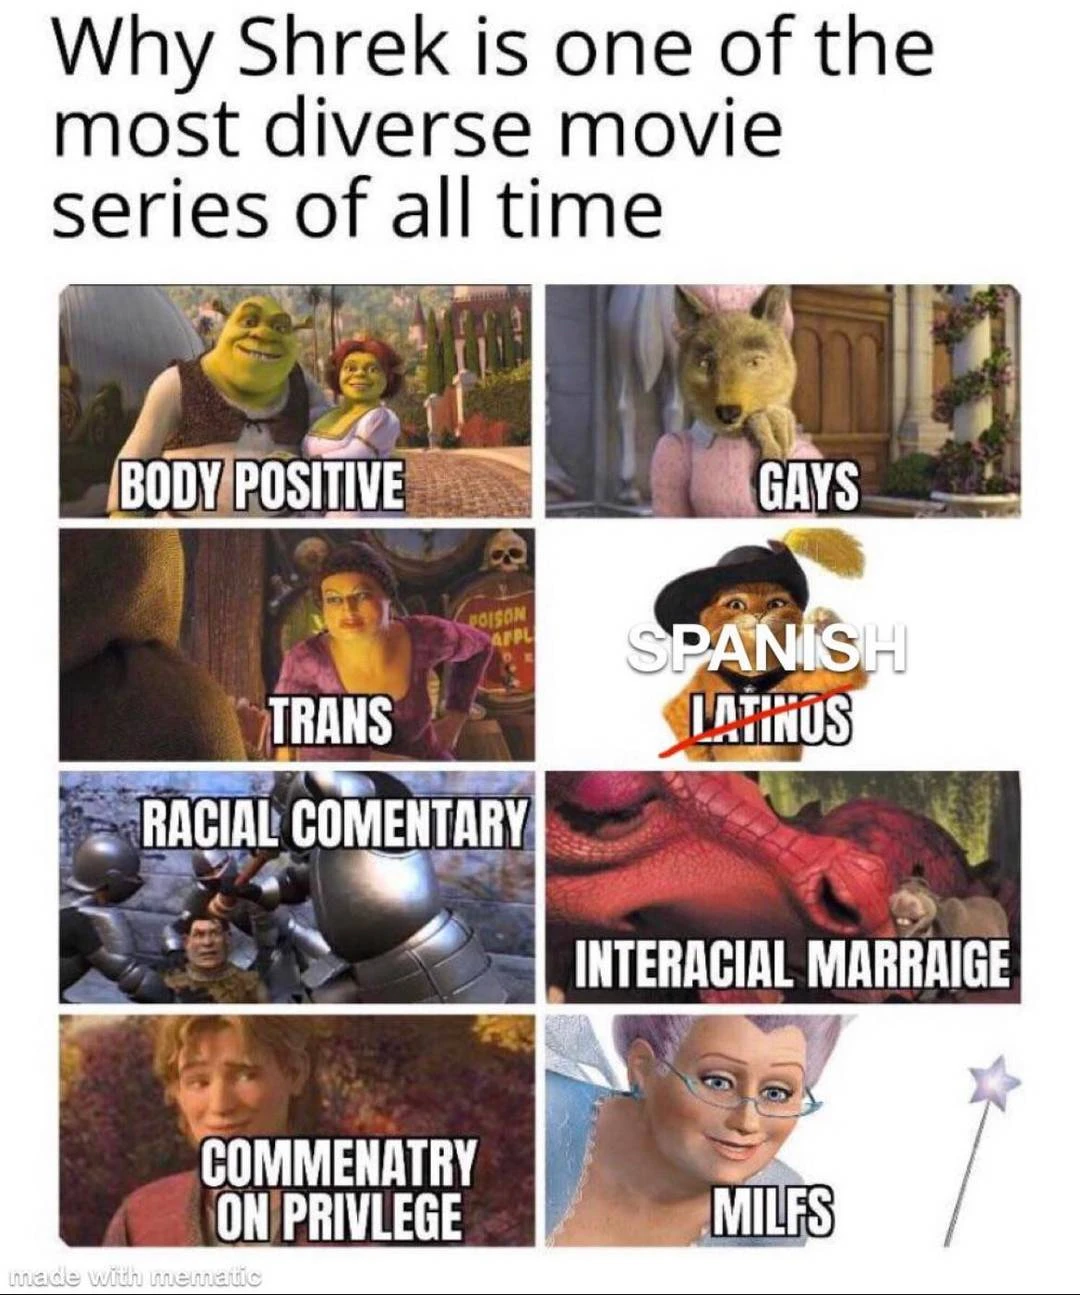 Why Shrek is one of the
most diverse movie
series of all time
BODY POSITIVE
GAYS
POISON
APPL
TRANS
SPANISH
LATINOS
RACIAL COMENTARY
INTERACIAL MARRAIGE
COMMENATRY
ON PRIVLEGE
MILFS
made with mematic